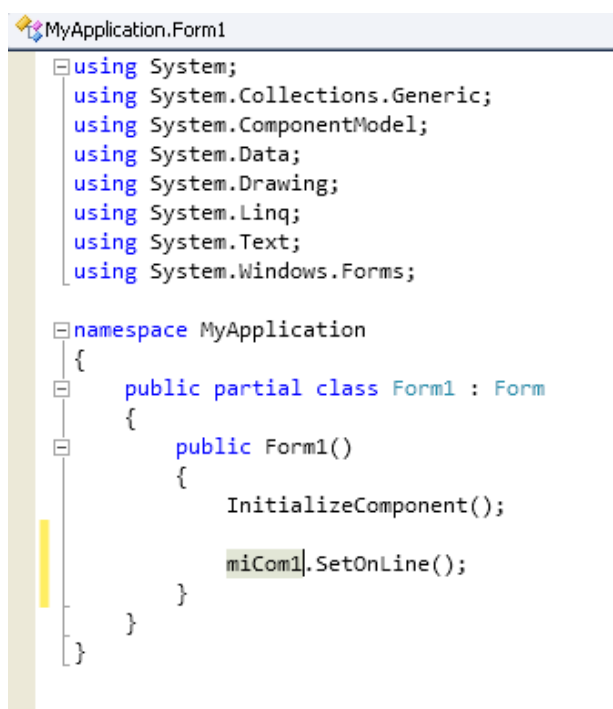 MyApplication.Form1
using System;
using System.Collections.Generic;
using System.ComponentModel;
using System.Data;
using System.Drawing;
using System.Linq;
using System.Text;
using System.Windows.Forms;
namespace MyApplication
{
public partial class Form1 : Form
{
public Form1()
{
InitializeComponent();
miCom1.SetOnLine();
}
}
}